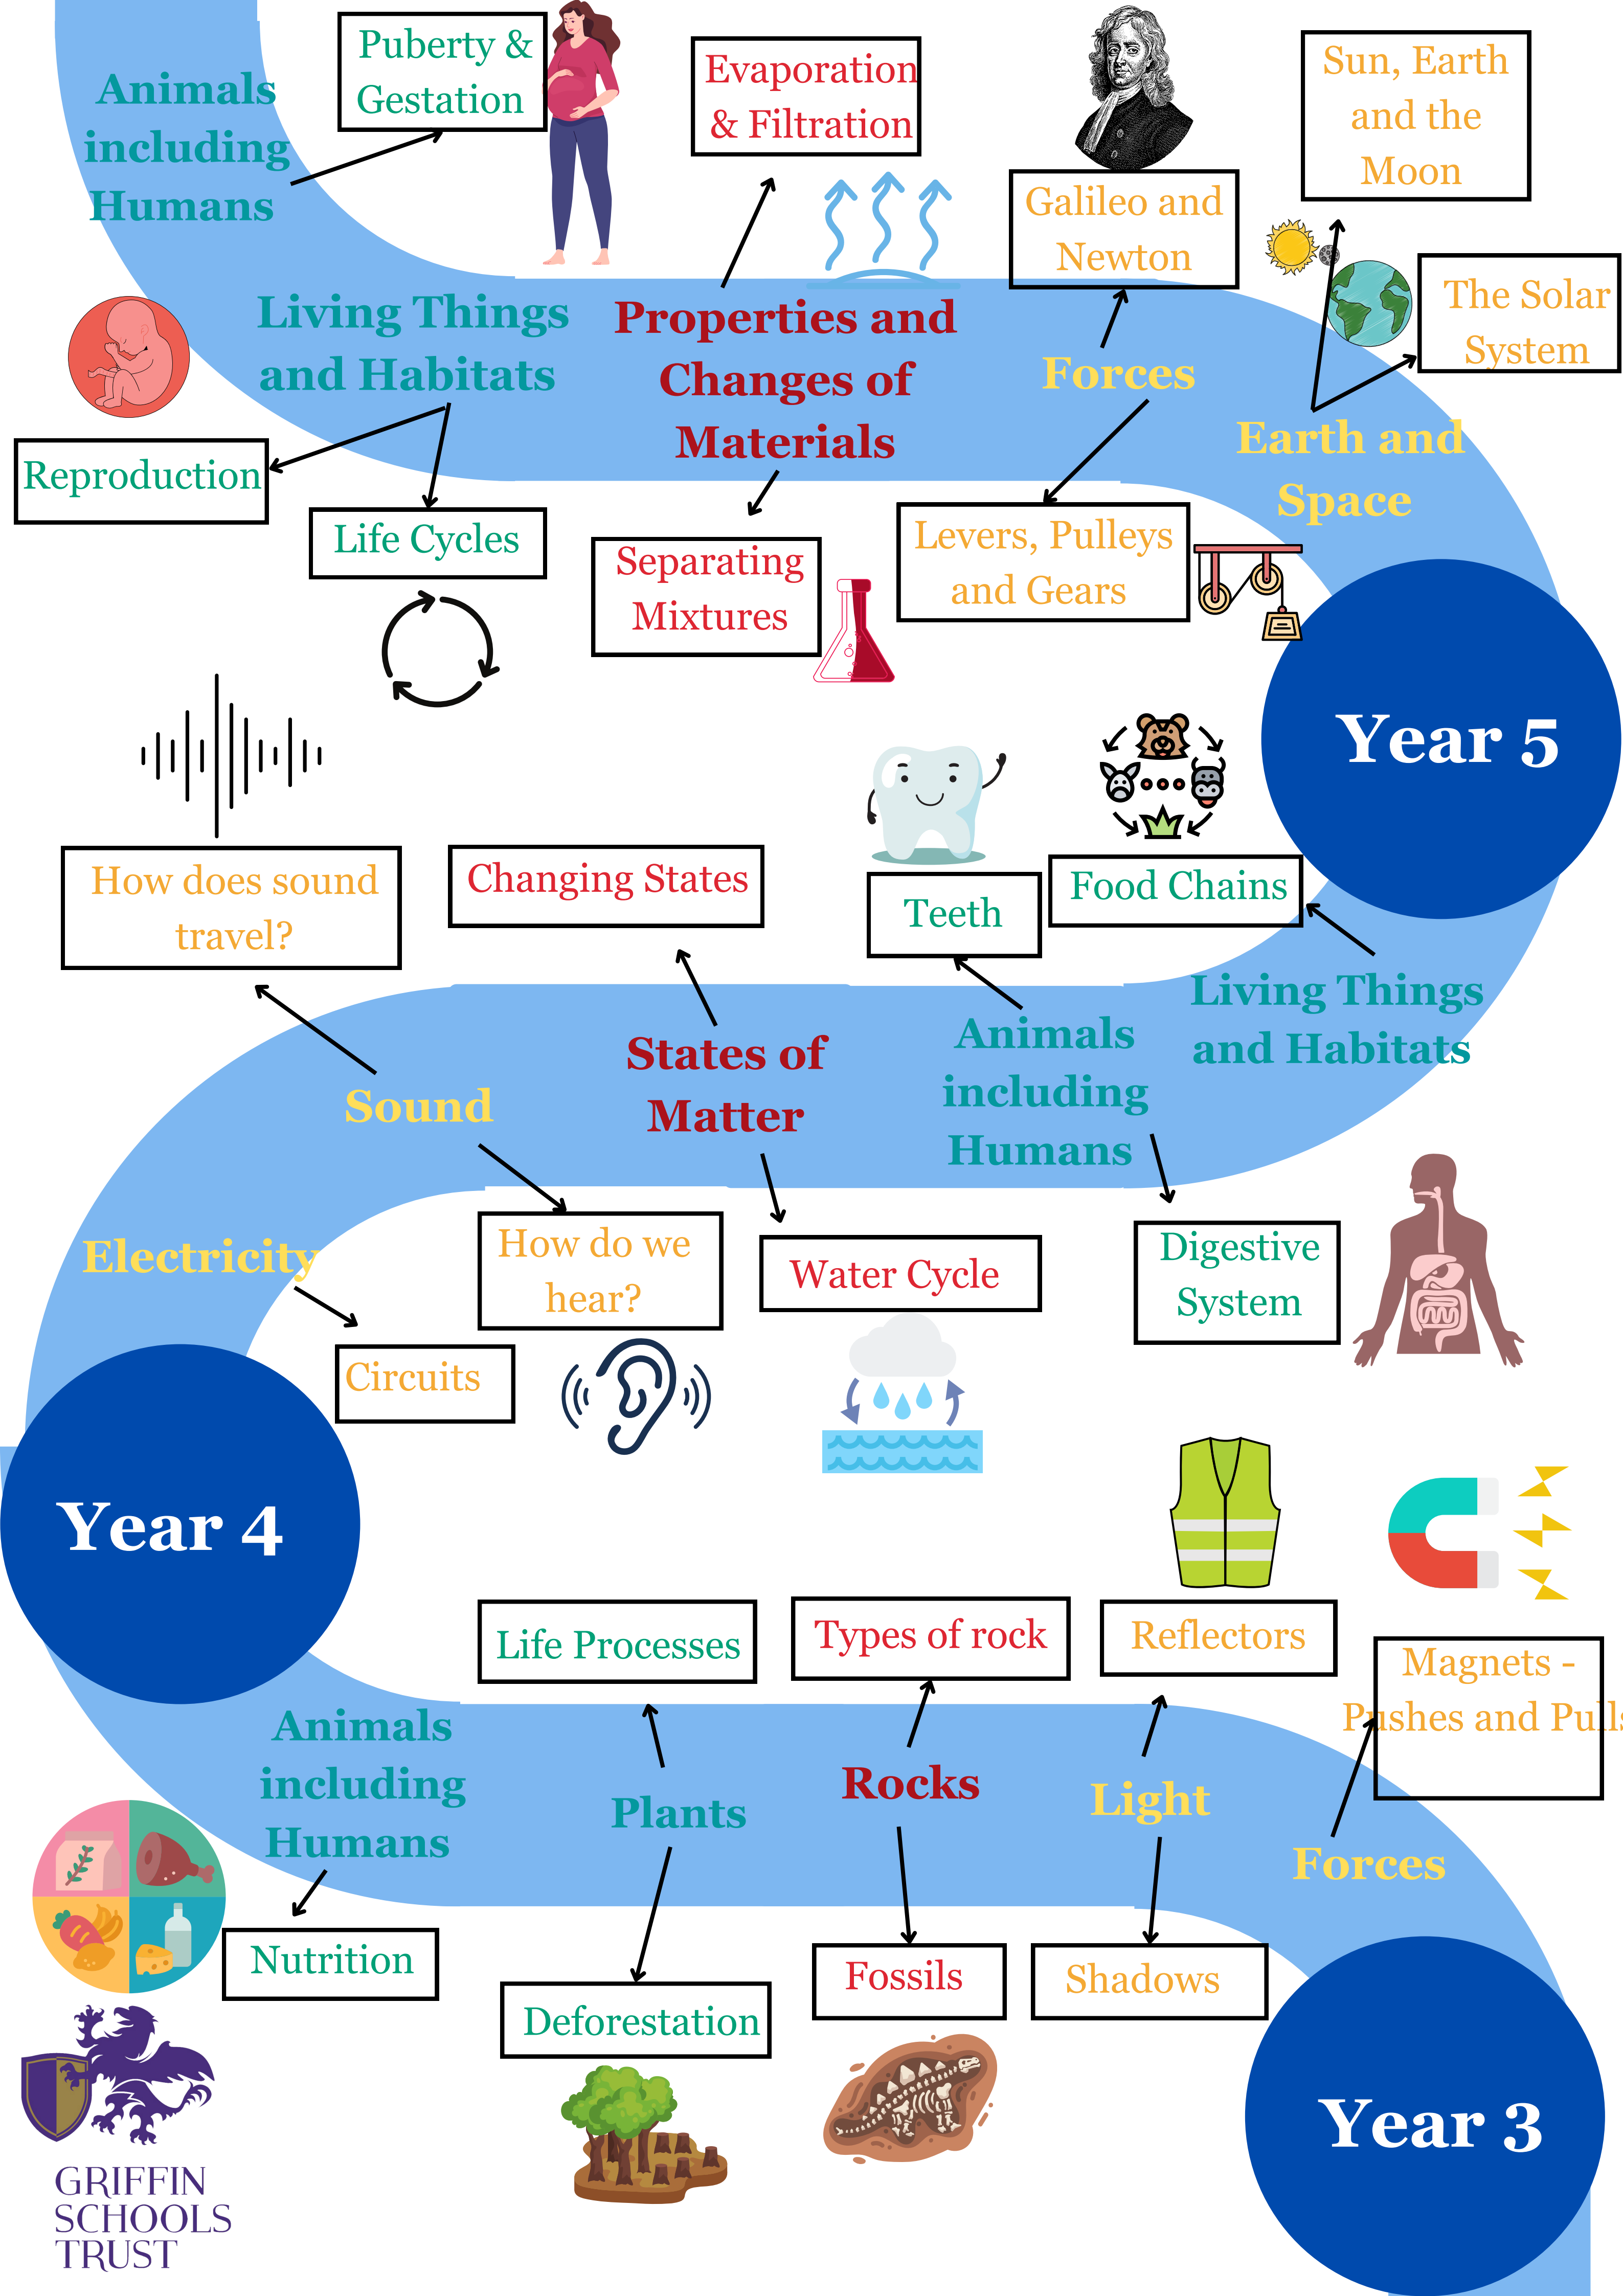 Puberty &
Gestation
Animals
including
Humans
Evaporation
& Filtration
Galileo and
Newton
Sun, Earth
and the
Moon
The Solar
System
Living Things
and Habitats
Properties and
Changes of
Materials
Forces
Earth and
Space
Reproduction
Life Cycles
Separating
Mixtures
Levers, Pulleys
and Gears
Year 5
How does sound
travel?
Changing States
Teeth
Food Chains
Living Things
and Habitats
Animals
including
Humans
States of
Matter
Sound
Electricity
How do we
hear?
Water Cycle
Digestive
System
Circuits
Year 4
Life Processes
Types of rock
Reflectors
Magnets -
Pushes and Pulls
Animals
including
Humans
Plants
Rocks
Light
Forces
Nutrition
Deforestation
Fossils
Shadows
Year 3
GRIFFIN
SCHOOLS
TRUST